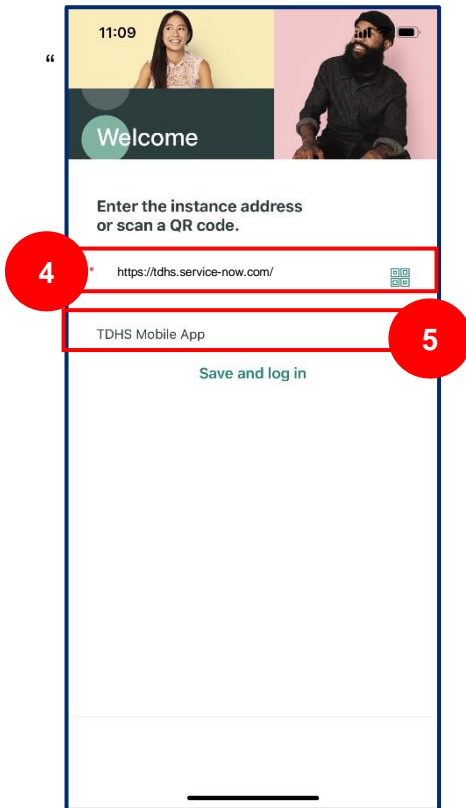 “
11:09
Welcome
Enter the instance address
or scan a QR code.
4
* https://tdhs.service-now.com/
TDHS Mobile App
5
Save and log in